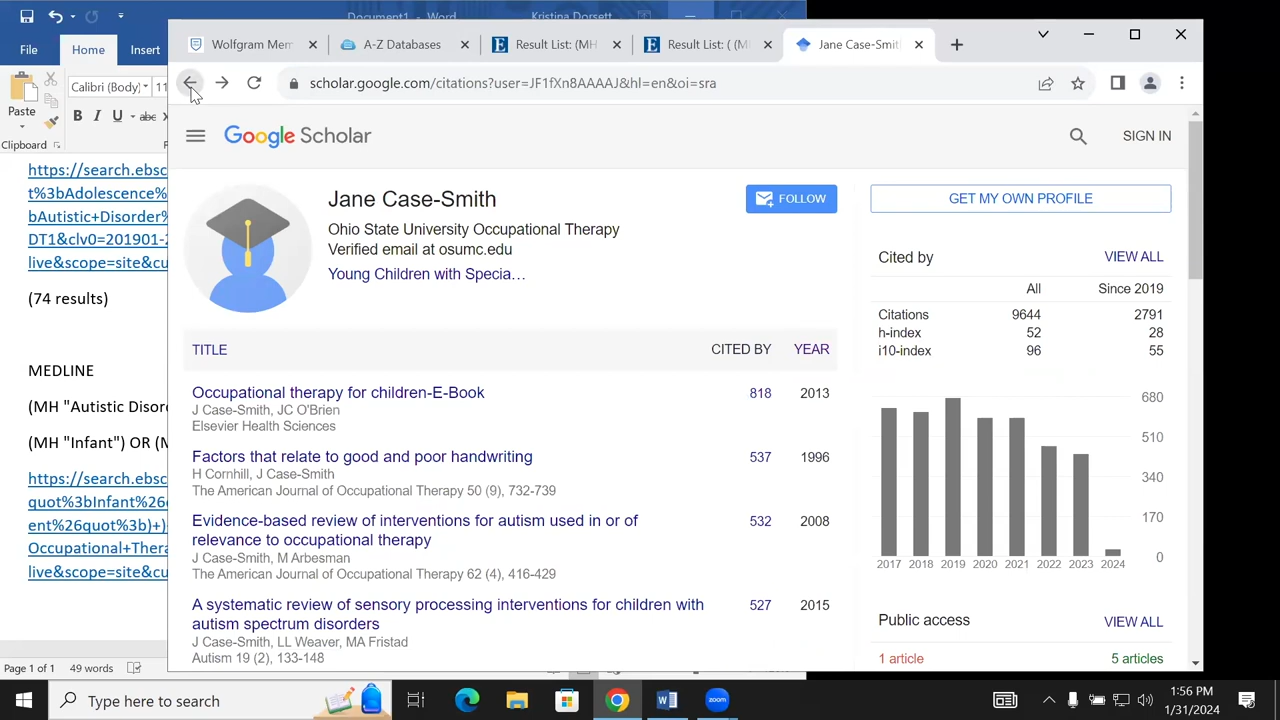 Document1 - Word
Kristina Dorsett
File
Home
Insert
Paste
Calibri (Body)
11
B I U abc
Clipboard
https://search.ebsc
t%3bAdolescence%
bAutistic+Disorder%
DT1&clv0=201901-2
live&scope=site&cu
(74 results)
MEDLINE
(MH "Autistic Disor
(MH "Infant") OR (M
https://search.ebsc
quot%3bInfant%26
ent%26quot%3b)+)
Occupational+Thera
live&scope=site&cu
Page 1 of 1
49 words
Wolfgram Mem
A-Z Databases
Result List: (MH
Result List: ( (M
Jane Case-Smit
scholar.google.com/citations?user=JF1fXn8AAAAJ&hl=en&oi=sra
Google Scholar
SIGN IN
Jane Case-Smith
Ohio State University Occupational Therapy
Verified email at osumc.edu
Young Children with Specia…
FOLLOW
GET MY OWN PROFILE
TITLE
CITED BY
YEAR
Occupational therapy for children-E-Book
818
2013
J Case-Smith, JC O'Brien
Elsevier Health Sciences
Factors that relate to good and poor handwriting
537
1996
H Cornhill, J Case-Smith
The American Journal of Occupational Therapy 50 (9), 732-739
Evidence-based review of interventions for autism used in or of
532
2008
relevance to occupational therapy
J Case-Smith, M Arbesman
The American Journal of Occupational Therapy 62 (4), 416-429
A systematic review of sensory processing interventions for children with
527
2015
autism spectrum disorders
J Case-Smith, LL Weaver, MA Fristad
Autism 19 (2), 133-148
Cited by
VIEW ALL
All
Since 2019
Citations
9644
2791
h-index
52
28
i10-index
96
55
680
510
340
170
0
2017 2018 2019 2020 2021 2022 2023 2024
Public access
VIEW ALL
1 article
5 articles
Type here to search
zoom
1:56 PM
1/31/2024